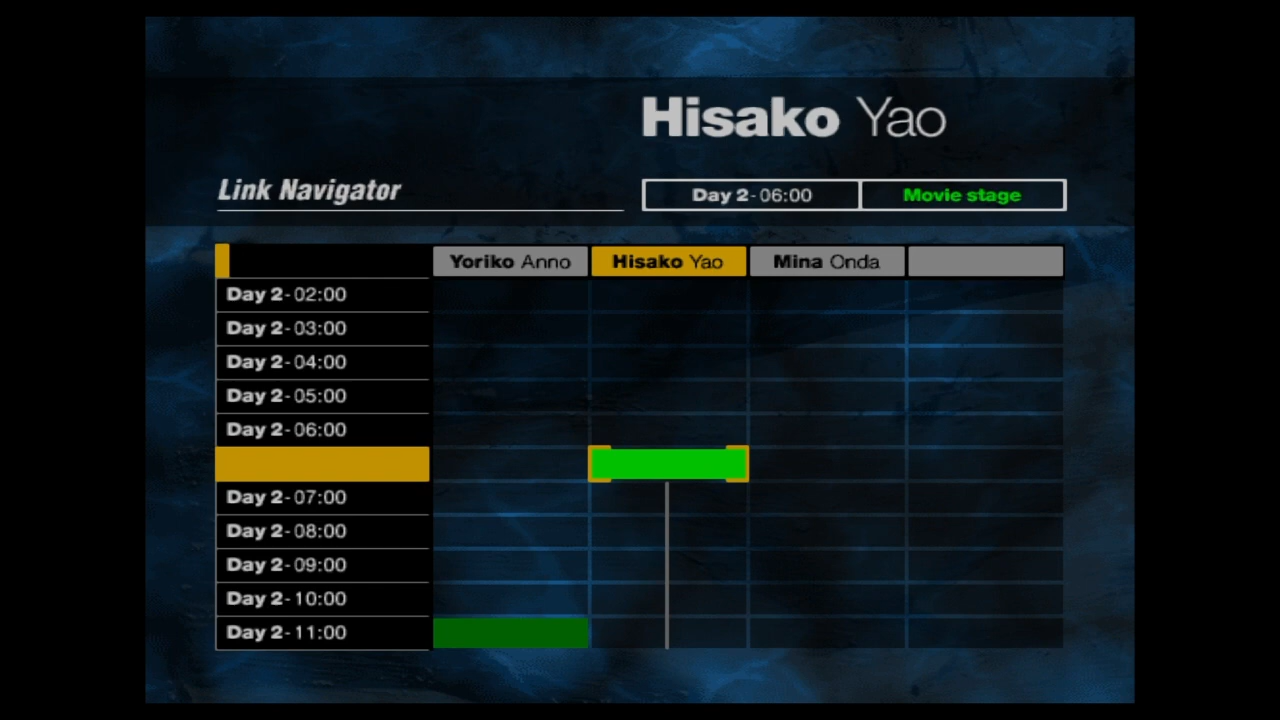 Hisako Yao
Link Navigator
Day 2-06:00 Movie stage
Yoriko Anno Hisako Yao Mina Onda
Day 2-02:00
Day 2-03:00
Day 2-04:00
Day 2-05:00
Day 2-06:00
Day 2-07:00
Day 2-08:00
Day 2-09:00
Day 2-10:00
Day 2-11:00